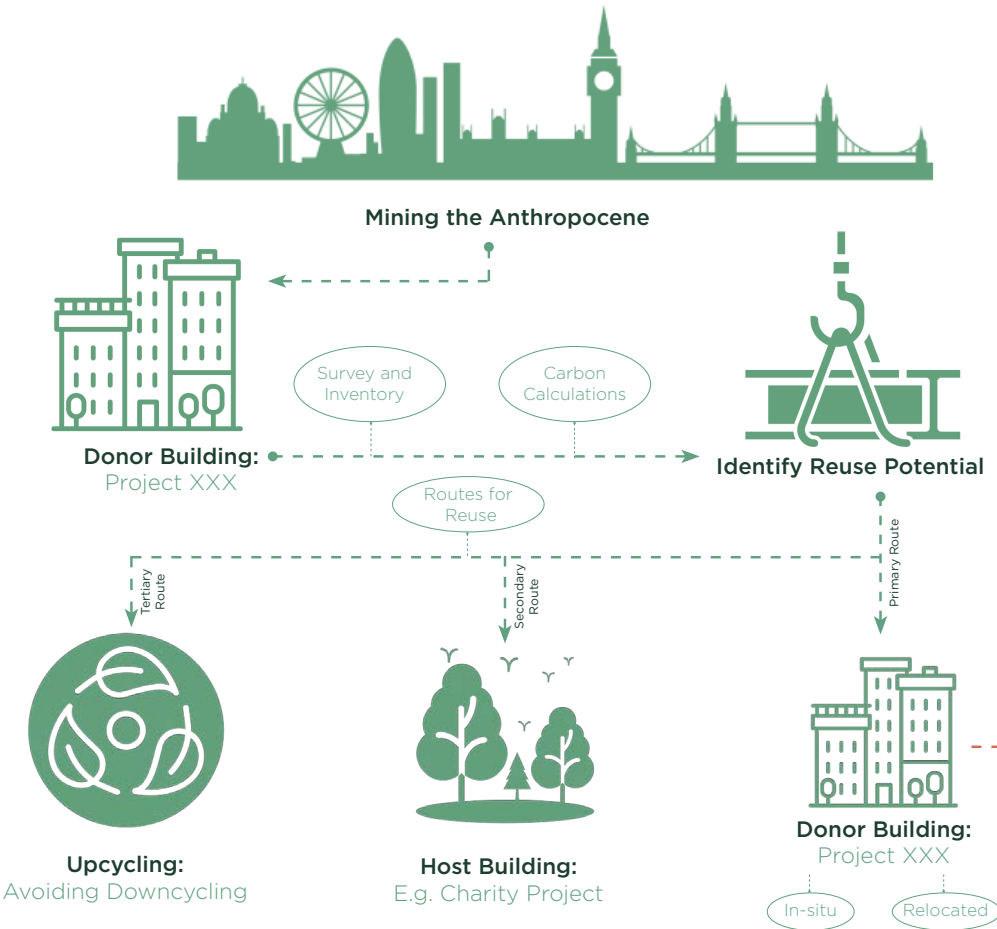 Mining the Anthropocene
Survey and
Inventory
Carbon
Calculations
Donor Building:
Project XXX
Identify Reuse Potential
Routes for
Reuse
Tertiary
Route
Secondary
Route
Primary Route
Upcycling:
Avoiding Downcycling
Host Building:
E.g. Charity Project
Donor Building:
Project XXX
In-situ
Relocated